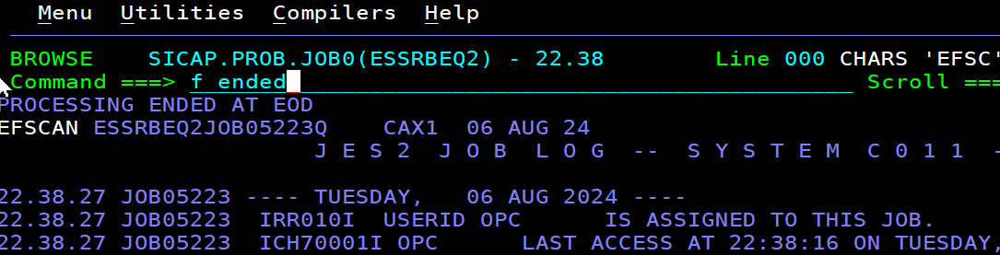 Menu Utilities Compilers Help
BROWSE SICAP.PROB.JOB0(ESSRBEQ2) - 22.38 Line 000 CHARS 'EFSC'
Command ===> f ended Scroll ===
PROCESSING ENDED AT EOD
EFSCAN ESSRBEQ2JOB05223Q CAX1 06 AUG 24
J E S 2 J O B L O G -- S Y S T E M C 0 1 1 -
22.38.27 JOB05223 ---- TUESDAY, 06 AUG 2024 ----
22.38.27 JOB05223 IRR010I USERID OPC IS ASSIGNED TO THIS JOB.
22.38.27 JOB05223 ICH70001I OPC LAST ACCESS AT 22:38:16 ON TUESDAY,